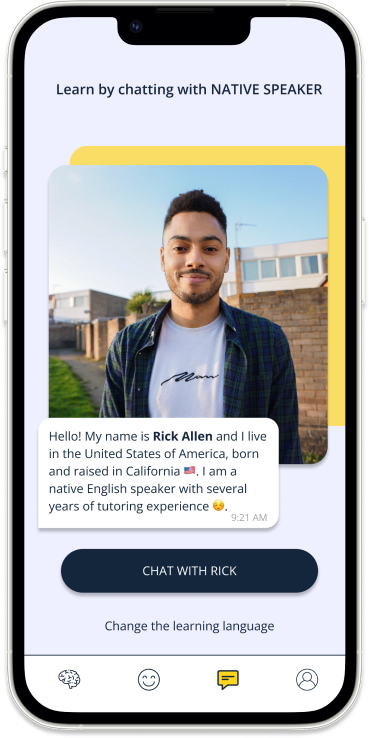 Learn by chatting with NATIVE SPEAKER
Hello! My name is Rick Allen and I live
in the United States of America, born
and raised in California 🇺🇸. I am a
native English speaker with several
years of tutoring experience ☺️.
9:21 AM
CHAT WITH RICK
Change the learning language